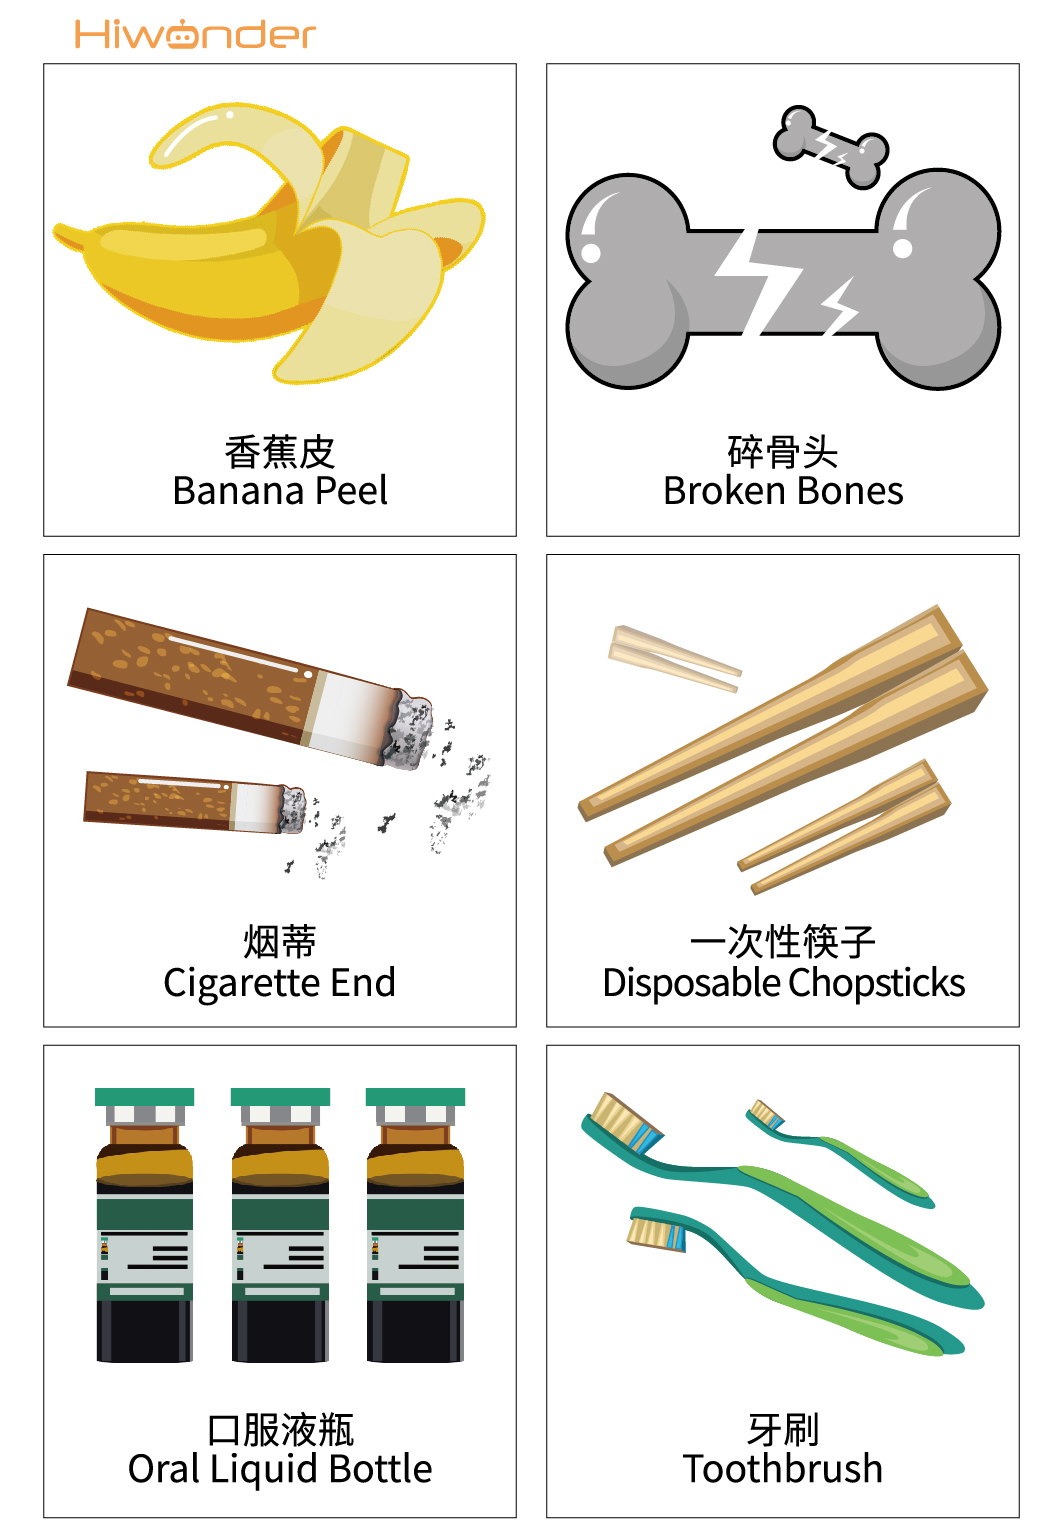 Hiwonder
香蕉皮
Banana Peel
碎骨头
Broken Bones
烟蒂
Cigarette End
一次性筷子
Disposable Chopsticks
口服液瓶
Oral Liquid Bottle
牙刷
Toothbrush